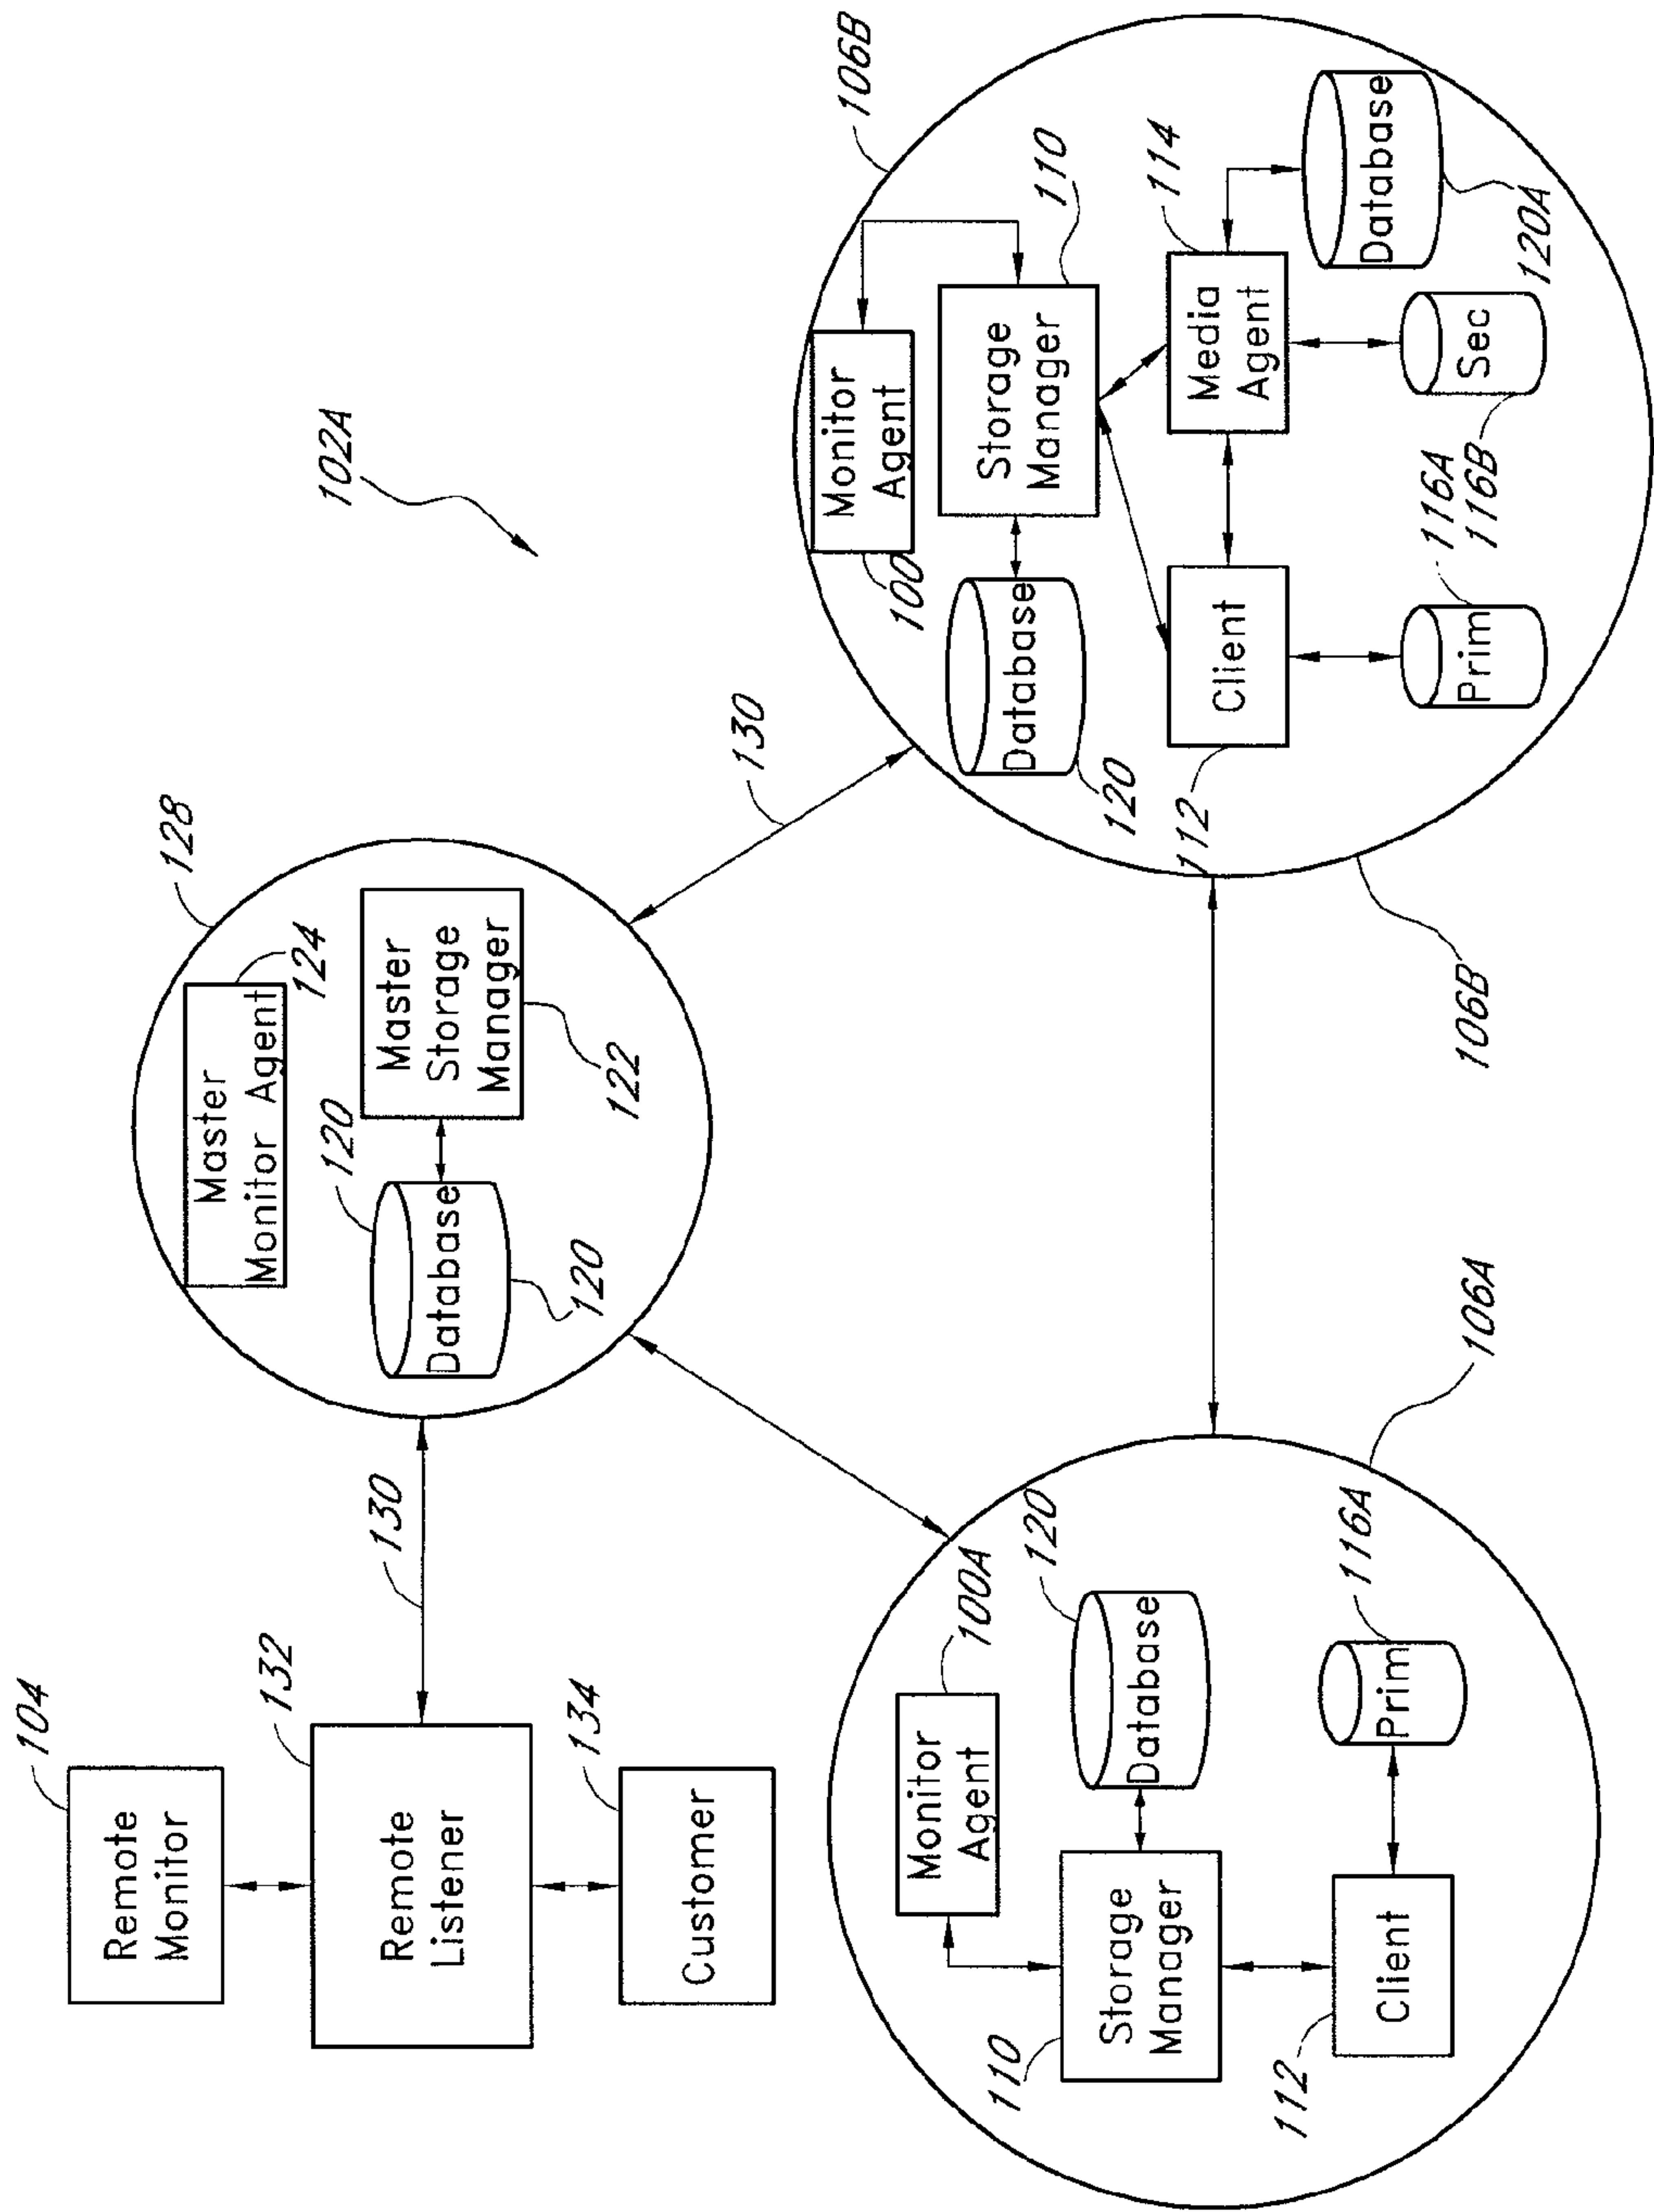 102A
104
Remote
Monitor
132
Remote
Listener
134
Customer
130
128
Master
Monitor Agent
124
120
Database
120
Master
Storage
Manager
122
130
106A
Monitor
Agent
100A
120
Database
Storage
Manager
110
Client
112
Prim
116A
106B
Monitor
Agent
100
Storage
Manager
110
Database
120
Media
Agent
114
Client
112
Database
120A
Sec
Prim
116A
116B
106B